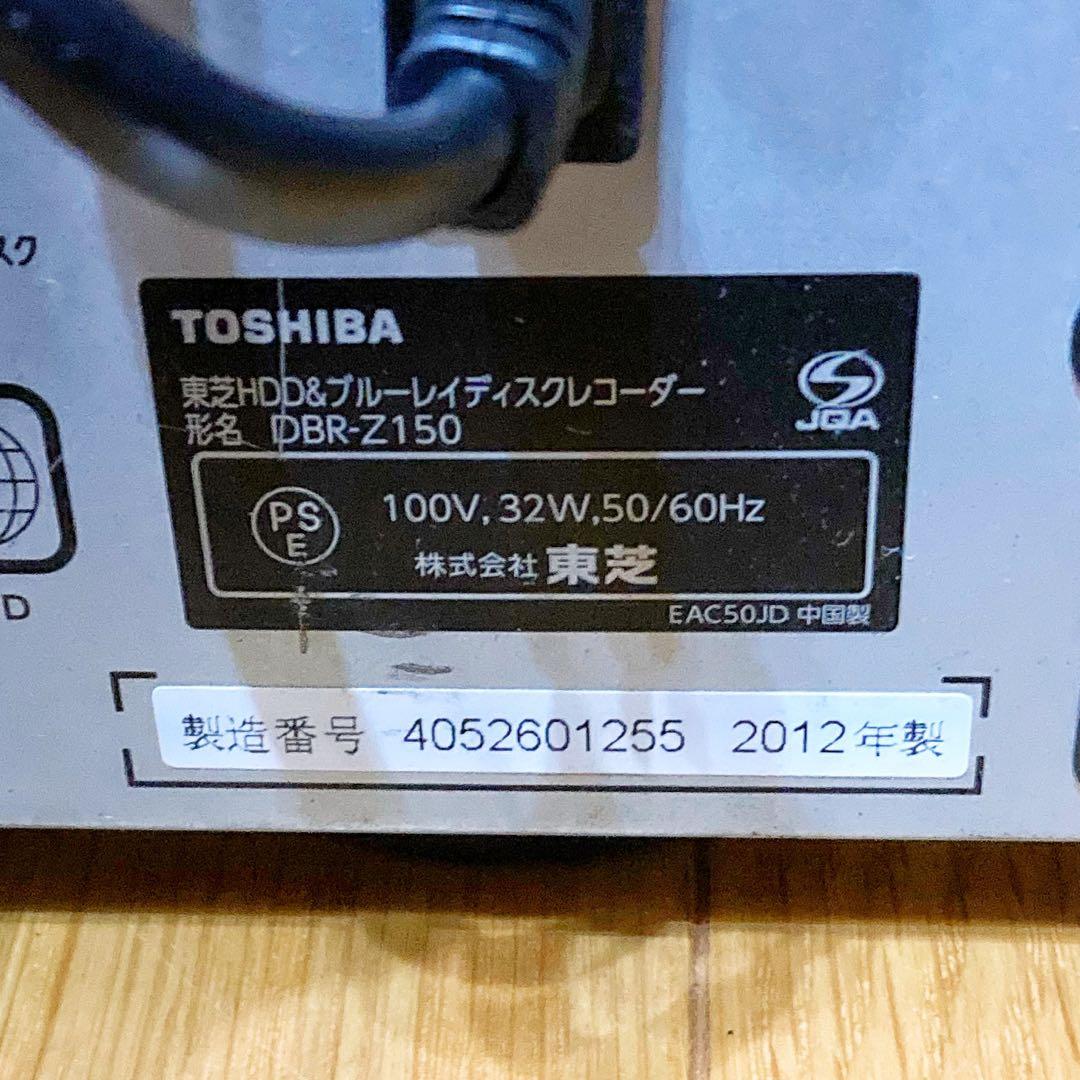 スク
TOSHIBA
東芝HDD&ブルーレイディスクレコーダー
形名 DBR-Z150
JQA
PS
E
100V, 32W,50/60Hz
株式会社 東芝
EAC50JD 中国製
D
製造番号 4052601255 2012年製